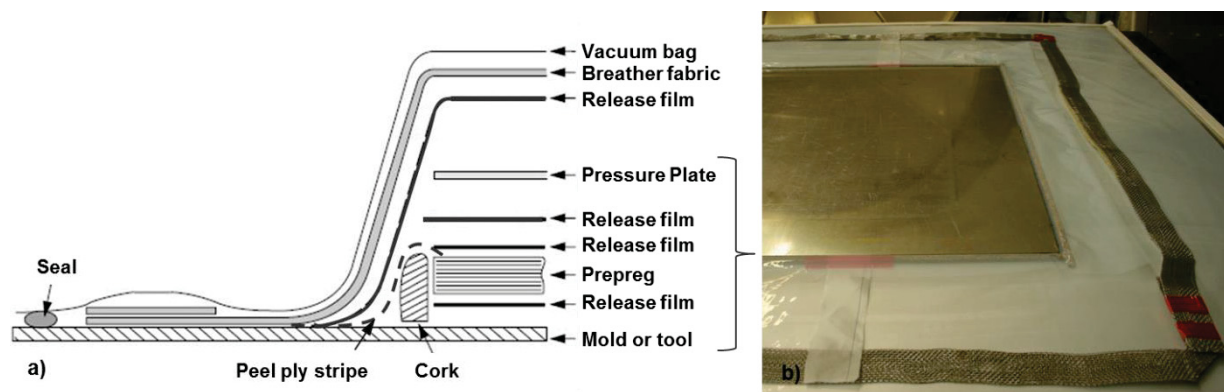 Vacuum bag
Breather fabric
Release film
Pressure Plate
Release film
Release film
Seal
Prepreg
Release film
Mold or tool
a)
Peel ply stripe
Cork
b)